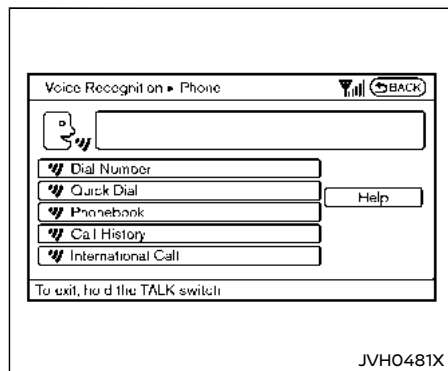 Voice Recognition ▸ Phone BACK
Dial Number
Quick Dial
Phonebook
Call History
International Call
Help
To exit, hold the TALK switch
JVH0481X